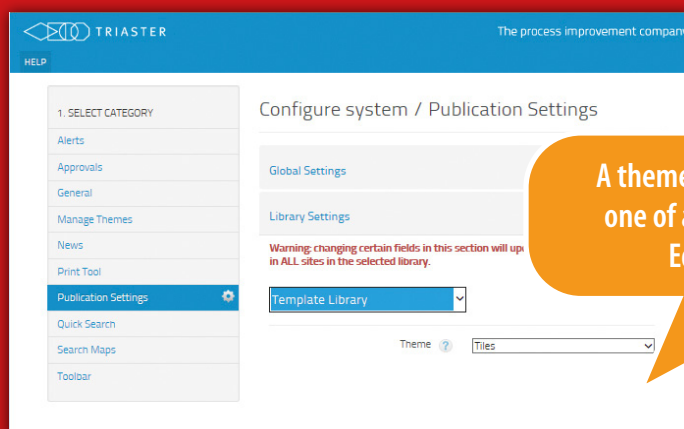 TRIASTER
The process improvement company
HELP
1. SELECT CATEGORY
Alerts
Approvals
General
Manage Themes
News
Print Tool
Publication Settings
Quick Search
Search Maps
Toolbar
Configure system / Publication Settings
Global Settings
Library Settings
Warning: changing certain fields in this section will
in ALL sites in the selected library.
Template Library
Theme ? Tiles
A theme
one of a